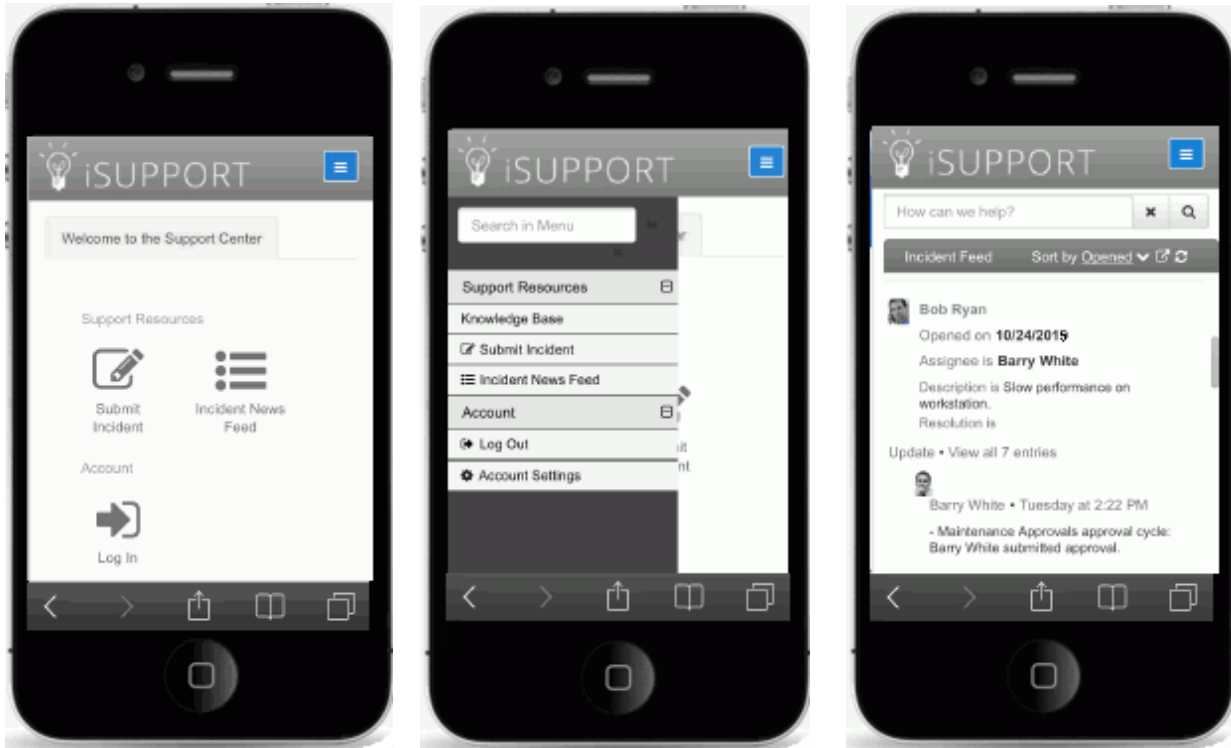 iSUPPORT
Welcome to the Support Center
Support Resources
Submit
Incident
Incident News
Feed
Account
Log In
iSUPPORT
Search in Menu
er
Support Resources
Knowledge Base
Submit Incident
Incident News Feed
Account
Log Out
Account Settings
it
nt
iSUPPORT
How can we help?
Incident Feed Sort by Opened
Bob Ryan
Opened on 10/24/2015
Assignee is Barry White
Description is Slow performance on
workstation.
Resolution is
Update • View all 7 entries
Barry White • Tuesday at 2:22 PM
- Maintenance Approvals approval cycle:
Barry White submitted approval.